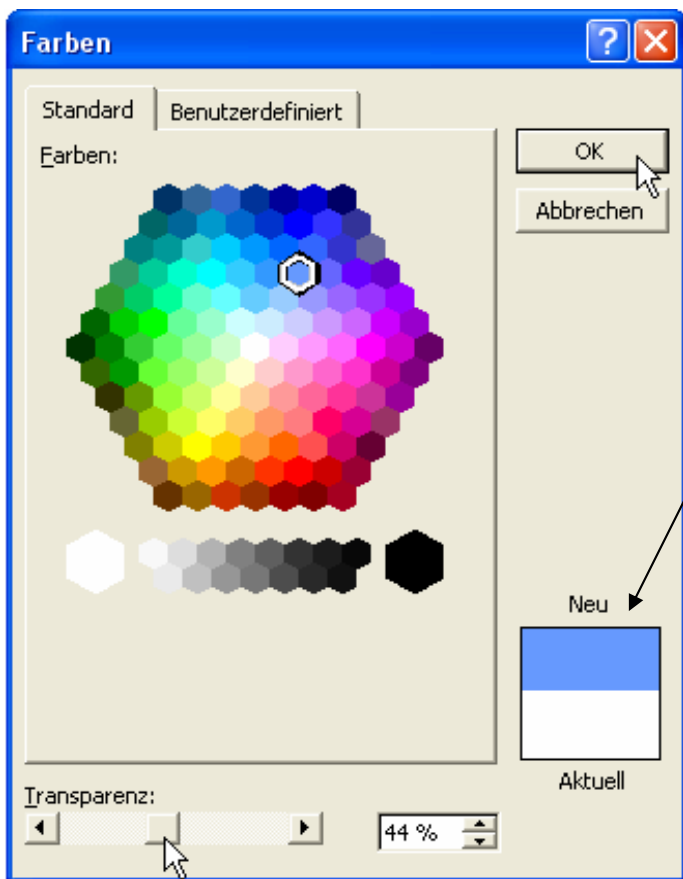 Farben
Standard
Benutzerdefiniert
Farben:
OK
Abbrechen
Neu
Aktuell
Transparenz:
44 %